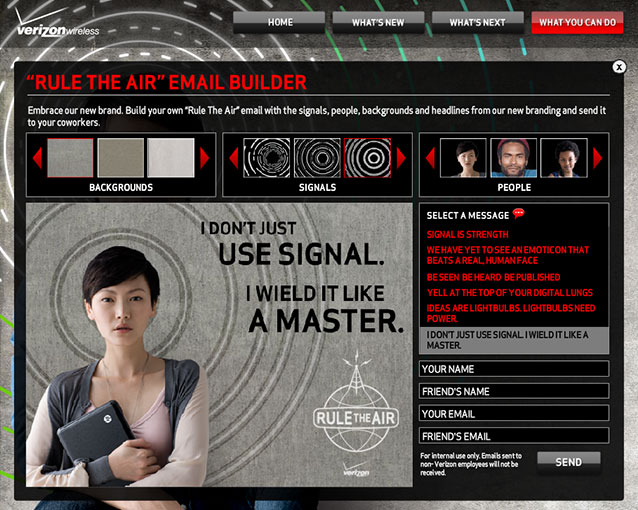 verizonwireless
HOME
WHAT'S NEW
WHAT'S NEXT
WHAT YOU CAN DO
X
"RULE THE AIR" EMAIL BUILDER
Embrace our new brand. Build your own "Rule The Air" email with the signals, people, backgrounds and headlines from our new branding and send it
to your coworkers.
BACKGROUNDS
SIGNALS
PEOPLE
I DON'T JUST
USE SIGNAL.
I WIELD IT LIKE
A MASTER.
RULE THE AIR
verizon
SELECT A MESSAGE
SIGNAL IS STRENGTH
WE HAVE YET TO SEE AN EMOTICON THAT
BEATS A REAL, HUMAN FACE
BE SEEN BE HEARD BE PUBLISHED
YELL AT THE TOP OF YOUR DIGITAL LUNGS
IDEAS ARE LIGHTBULBS, LIGHTBULBS NEED
POWER.
I DON'T JUST USE SIGNAL. I WIELD IT LIKE A
MASTER.
YOUR NAME
FRIEND'S NAME
YOUR EMAIL
FRIEND'S EMAIL
For internal use only. Emails sent to
non- Verizon employees will not be
received.
SEND